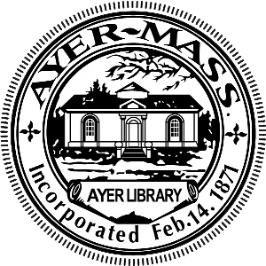 AYER-MASS.
AYER LIBRARY
Incorporated Feb. 14. 1871